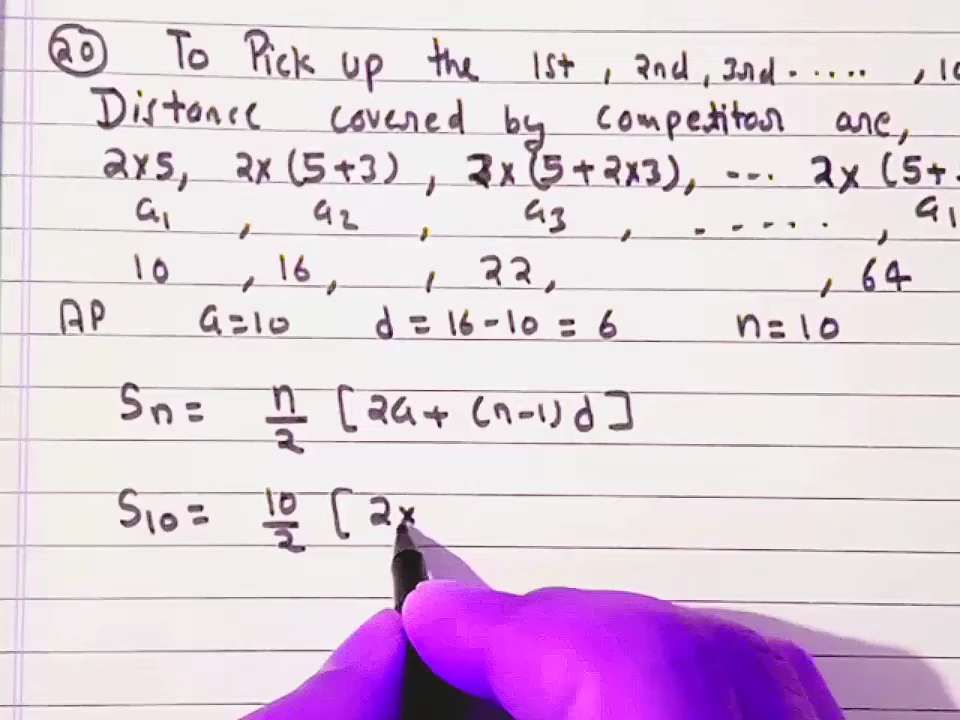 20 To Pick up the 1st , 2nd , 3rd ..... , 10
Distance covered by competitor are,
2x5, 2x (5+3) , 2x (5+2x3), --- 2x (5+
a1 , a2 , a3 , ------ , a1
10 , 16 , , 22 , , 64
AP a=10 d = 16-10 = 6 n=10
Sn = n/2 [2a + (n-1) d]
S10 = 10/2 [ 2x